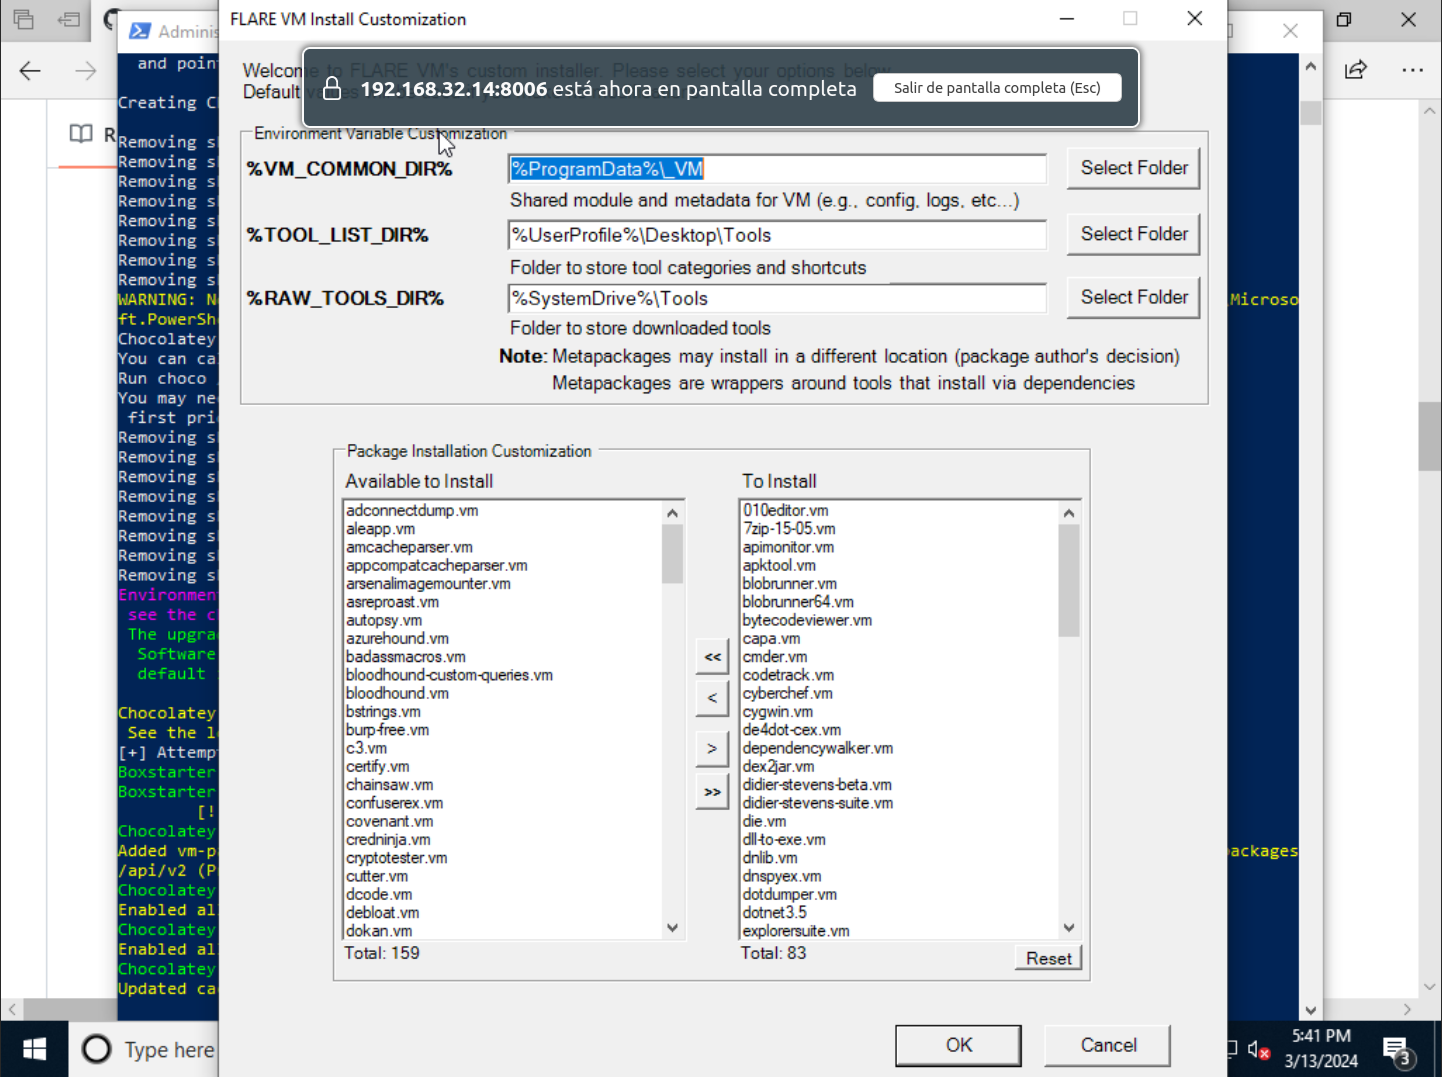 Adminis
FLARE VM Install Customization
and poin
Welcome to FLARE VM's custom installer. Please select your options below.
Default
192.168.32.14:8006 está ahora en pantalla completa
Salir de pantalla completa (Esc)
R
Environment Variable Customization
%VM_COMMON_DIR%
%ProgramData%\_VM
Select Folder
Shared module and metadata for VM (e.g., config, logs, etc...)
%TOOL_LIST_DIR%
%UserProfile%\Desktop\Tools
Select Folder
Folder to store tool categories and shortcuts
%RAW_TOOLS_DIR%
%SystemDrive%\Tools
Select Folder
Folder to store downloaded tools
Note: Metapackages may install in a different location (package author's decision)
Metapackages are wrappers around tools that install via dependencies
Package Installation Customization
Available to Install
adconnectdump.vm
aleapp.vm
amcacheparser.vm
appcompatcacheparser.vm
arsenalimagemounter.vm
asreproast.vm
autopsy.vm
azurehound.vm
badassmacros.vm
bloodhound-custom-queries.vm
bloodhound.vm
bstrings.vm
burp-free.vm
c3.vm
certify.vm
chainsaw.vm
confuserex.vm
covenant.vm
credninja.vm
cryptotester.vm
cutter.vm
dcode.vm
debloat.vm
dokan.vm
Total: 159
<<
<
>
>>
To Install
010editor.vm
7zip-15-05.vm
apimonitor.vm
apktool.vm
blobrunner.vm
blobrunner64.vm
bytecodeviewer.vm
capa.vm
cmder.vm
codetrack.vm
cyberchef.vm
cygwin.vm
de4dot-cex.vm
dependencywalker.vm
dex2jar.vm
didier-stevens-beta.vm
didier-stevens-suite.vm
die.vm
dll-to-exe.vm
dnlib.vm
dnspyex.vm
dotdumper.vm
dotnet3.5
explorersuite.vm
Total: 83
Reset
OK
Cancel
Creating C
Removing s
Removing s
Removing s
Removing s
Removing s
Removing s
Removing s
Removing s
WARNING: N
\Microso
ft.PowerSh
Chocolatey
You can ca
Run choco
You may ne
first pri
Removing s
Removing s
Removing s
Removing s
Removing s
Removing s
Removing s
Removing s
Environmen
see the c
The upgra
Software
default
Chocolatey
See the l
[+] Attemp
Boxstarter
Boxstarter
[!
Chocolatey
Added vm-p
ackages
/api/v2 (P
Chocolatey
Enabled al
Chocolatey
Enabled al
Chocolatey
Updated ca
Type here
5:41 PM
3/13/2024
3